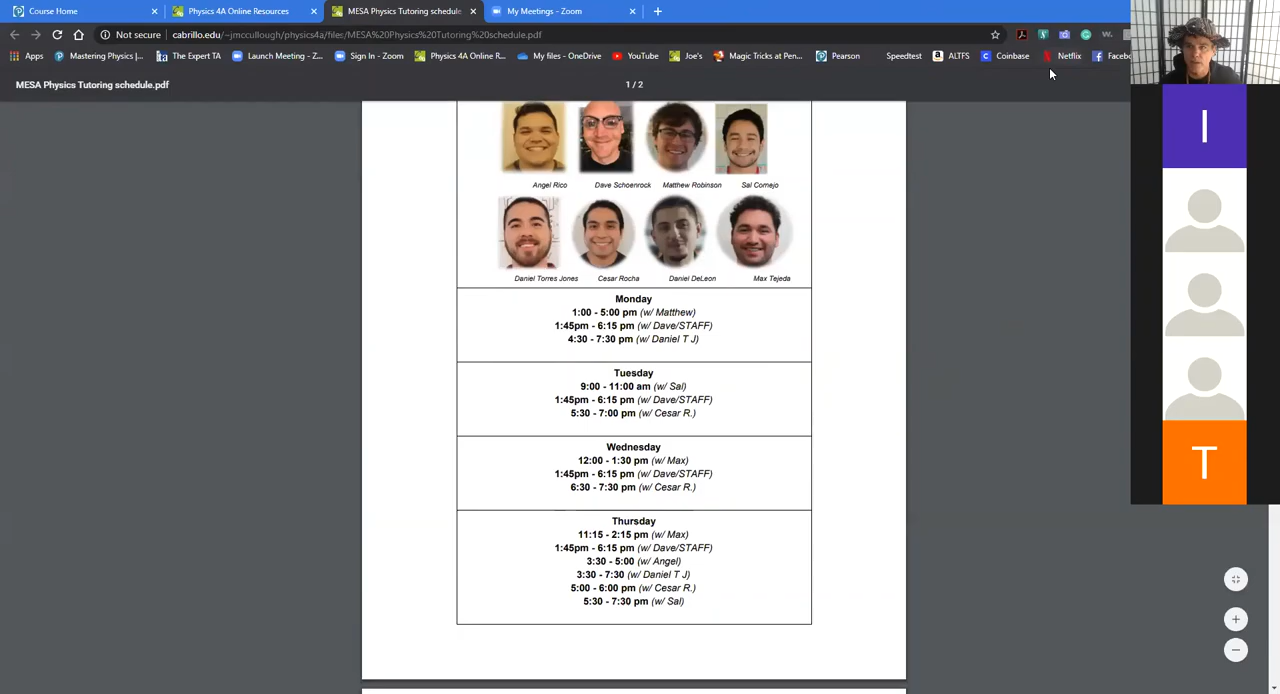 Course Home
Physics 4A Online Resources
MESA Physics Tutoring schedule
My Meetings - Zoom
Not secure
cabrillo.edu/~jmccullough/physics4a/files/MESA%20Physics%20Tutoring%20schedule.pdf
Apps
Mastering Physics |...
the Expert TA
Launch Meeting - Z...
Sign In - Zoom
Physics 4A Online R...
My files - OneDrive
YouTube
Joe's
Magic Tricks at Pen...
Pearson
Speedtest
ALTFS
Coinbase
Netflix
Facebo
MESA Physics Tutoring schedule.pdf
1 / 2
Angel Rico
Dave Schoenrock
Matthew Robinson
Sal Cornejo
Daniel Torres Jones
Cesar Rocha
Daniel DeLeon
Max Tejeda
Monday
1:00 - 5:00 pm (w/ Matthew)
1:45pm - 6:15 pm (w/ Dave/STAFF)
4:30 - 7:30 pm (w/ Daniel T J)
Tuesday
9:00 - 11:00 am (w/ Sal)
1:45pm - 6:15 pm (w/ Dave/STAFF)
5:30 - 7:00 pm (w/ Cesar R.)
Wednesday
12:00 - 1:30 pm (w/ Max)
1:45pm - 6:15 pm (w/ Dave/STAFF)
6:30 - 7:30 pm (w/ Cesar R.)
Thursday
11:15 - 2:15 pm (w/ Max)
1:45pm - 6:15 pm (w/ Dave/STAFF)
3:30 - 5:00 (w/ Angel)
3:30 - 7:30 (w/ Daniel T J)
5:00 - 6:00 pm (w/ Cesar R.)
5:30 - 7:30 pm (w/ Sal)
I
T